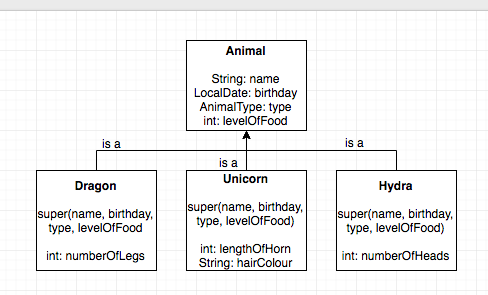 Animal
String: name
LocalDate: birthday
AnimalType: type
int: levelOfFood
is a
is a
is a
Dragon
super(name, birthday,
type, levelOfFood
int: numberOfLegs
Unicorn
super(name, birthday,
type, levelOfFood)
int: lengthOfHorn
String: hairColour
Hydra
super(name, birthday,
type, levelOfFood)
int: numberOfHeads